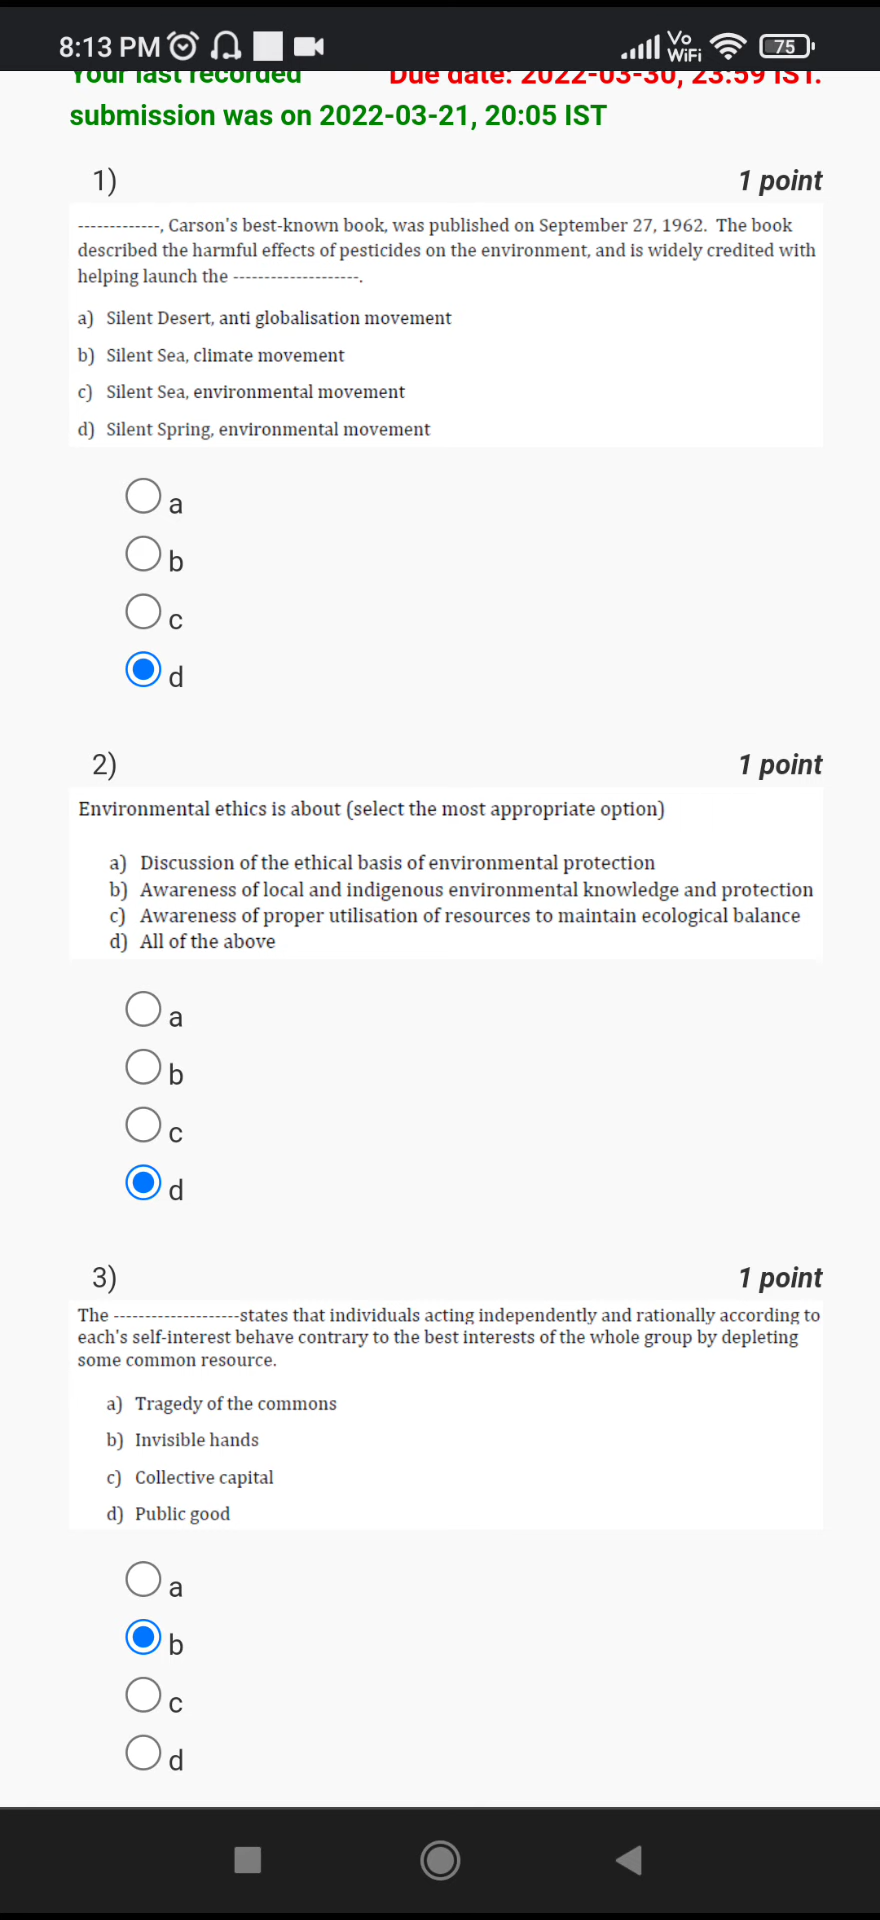 8:13 PM Vo WiFi 75
Your last recorded Due date: 2022-03-30, 23:59 IST.
submission was on 2022-03-21, 20:05 IST
1) 1 point
-------------, Carson's best-known book, was published on September 27, 1962. The book
described the harmful effects of pesticides on the environment, and is widely credited with
helping launch the --------------------.
a) Silent Desert, anti globalisation movement
b) Silent Sea, climate movement
c) Silent Sea, environmental movement
d) Silent Spring, environmental movement
a
b
c
d
2) 1 point
Environmental ethics is about (select the most appropriate option)
a) Discussion of the ethical basis of environmental protection
b) Awareness of local and indigenous environmental knowledge and protection
c) Awareness of proper utilisation of resources to maintain ecological balance
d) All of the above
a
b
c
d
3) 1 point
The --------------------states that individuals acting independently and rationally according to
each's self-interest behave contrary to the best interests of the whole group by depleting
some common resource.
a) Tragedy of the commons
b) Invisible hands
c) Collective capital
d) Public good
a
b
c
d